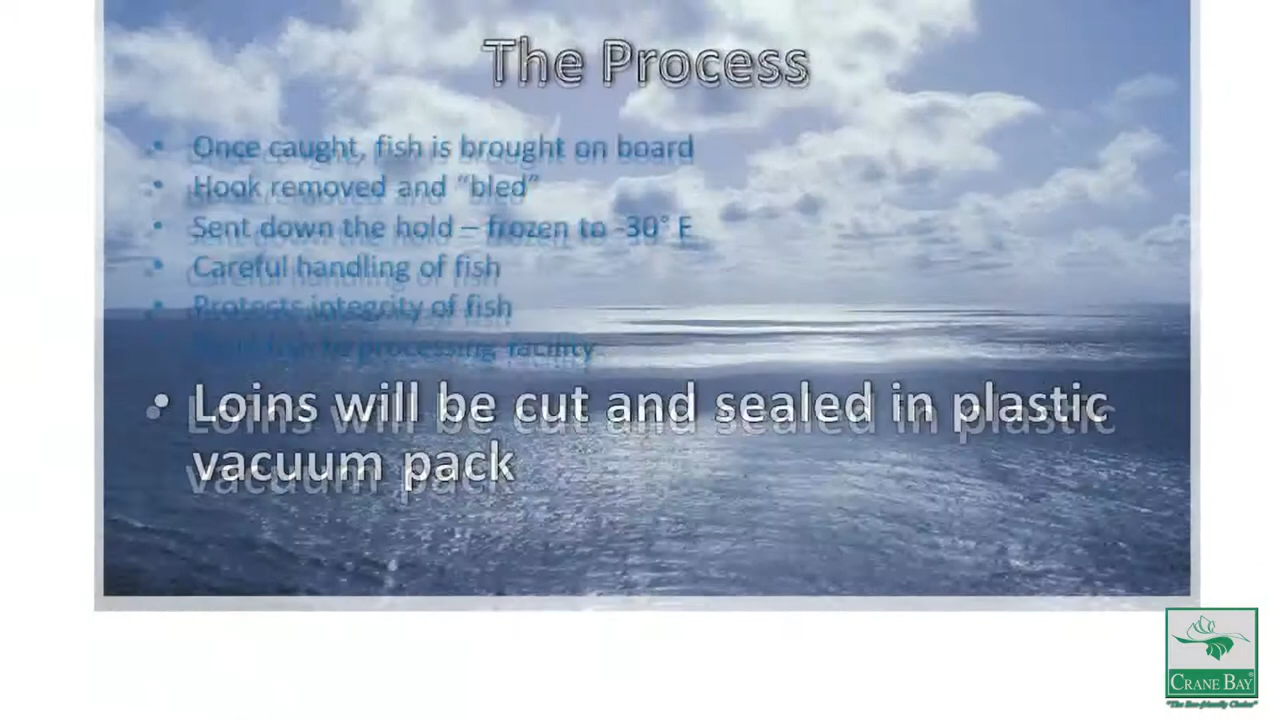 The Process
• Once caught, fish is brought on board
• Hook removed and “bled”
• Sent down the hold – frozen to -30° F
• Careful handling of fish
• Protects integrity of fish
to processing facility
• Loins will be cut and sealed in plastic
vacuum pack
CRANE BAY®
"The Eco-friendly Choice"